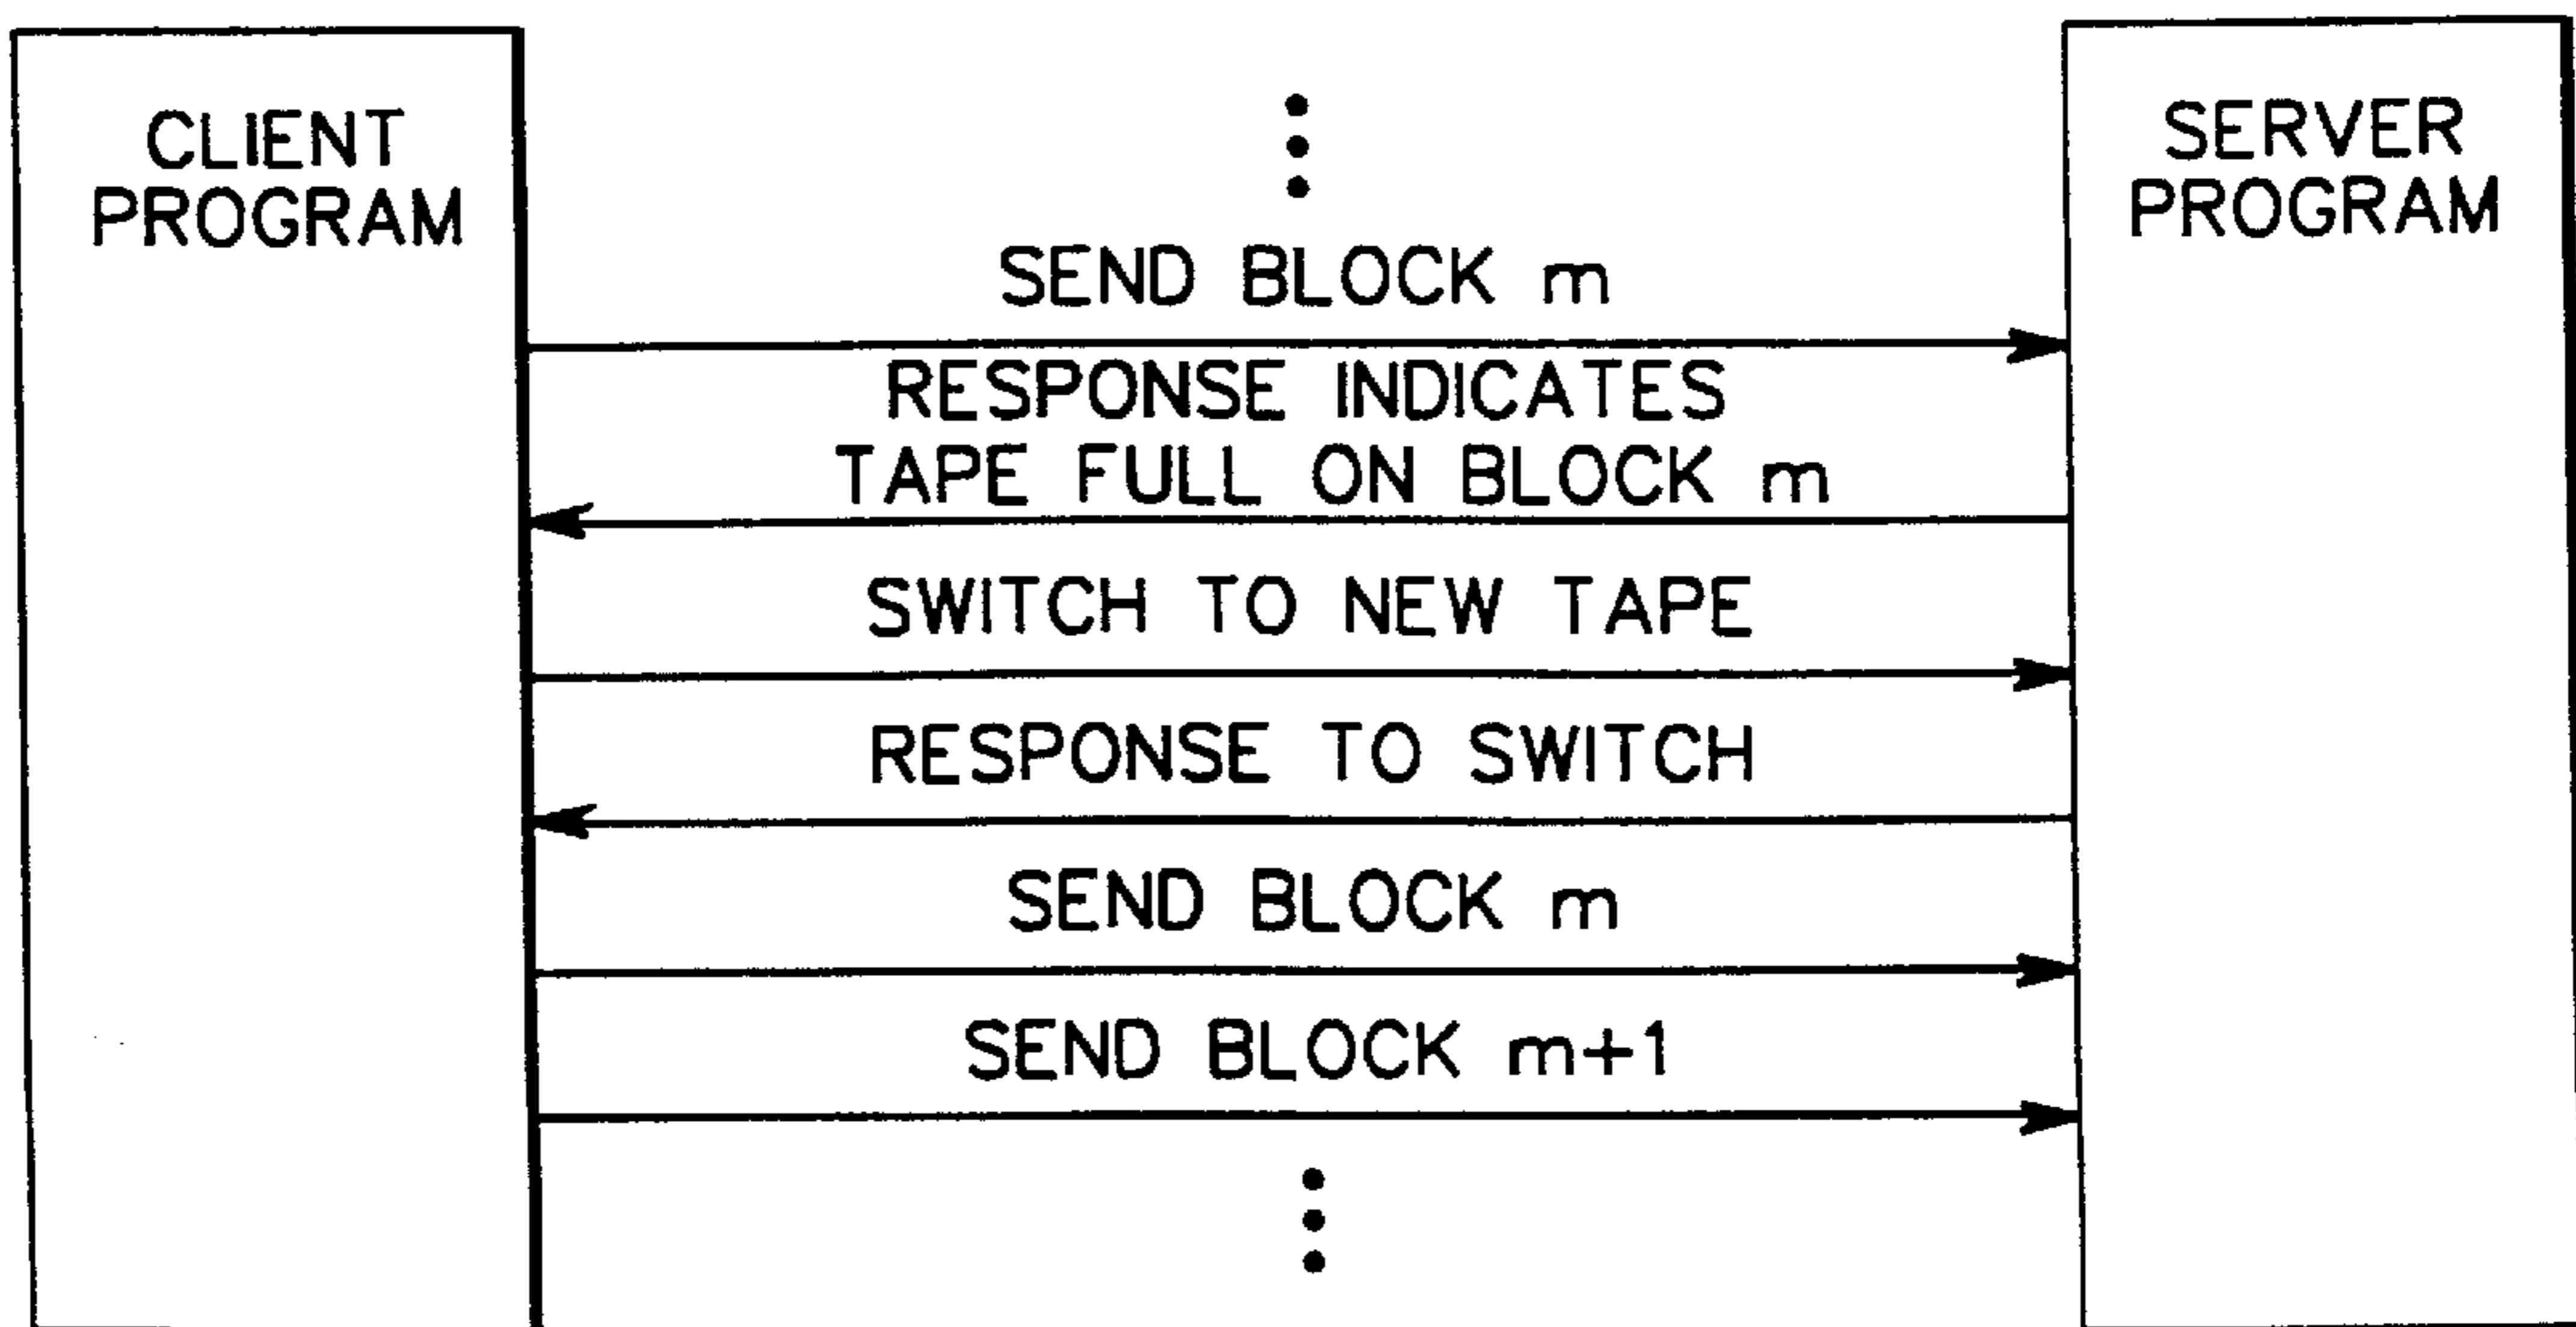 CLIENT
PROGRAM
SERVER
PROGRAM
SEND BLOCK m
RESPONSE INDICATES
TAPE FULL ON BLOCK m
SWITCH TO NEW TAPE
RESPONSE TO SWITCH
SEND BLOCK m
SEND BLOCK m+1